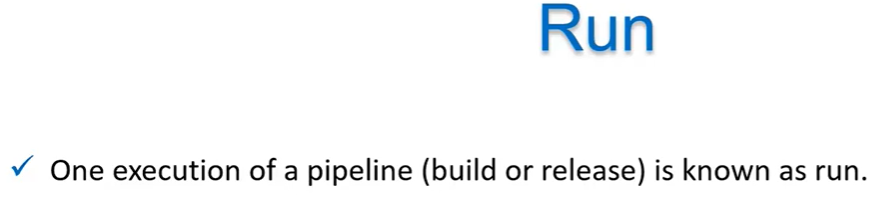 Run
✓ One execution of a pipeline (build or release) is known as run.